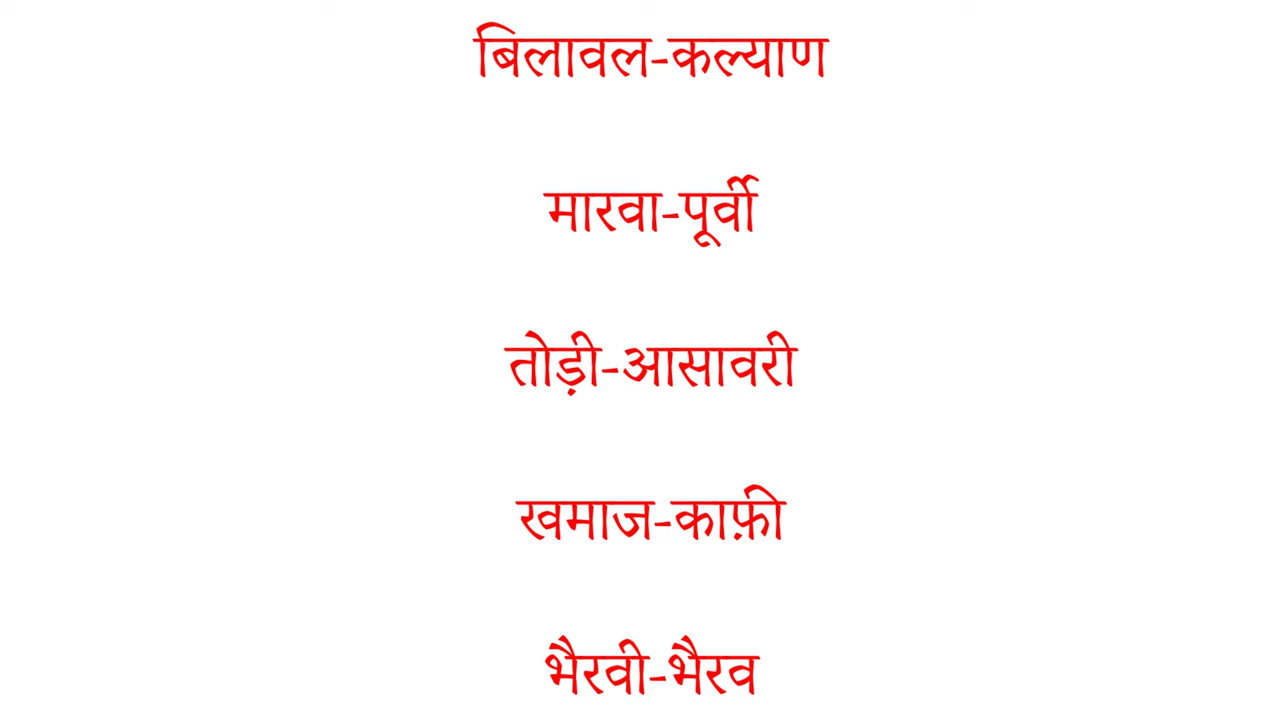 बिलावल-कल्याण
मारवा-पूर्वी
तोड़ी-आसावरी
खमाज-काफ़ी
भैरवी-भैरव